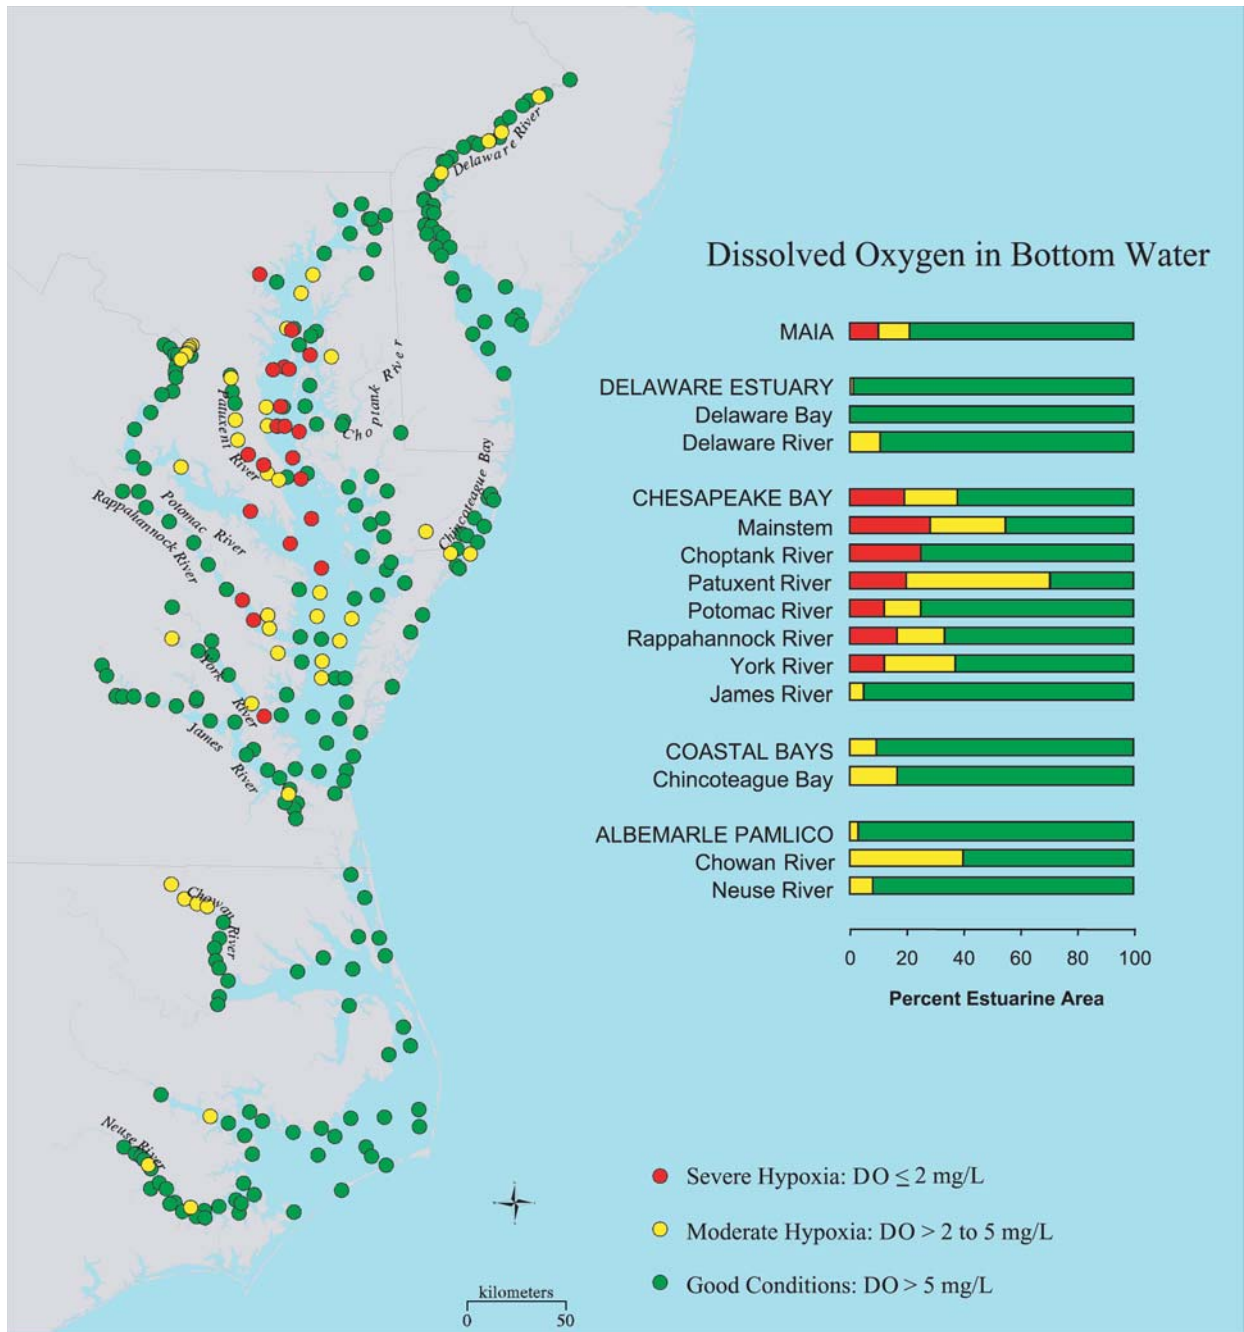 Delaware River
Dissolved Oxygen in Bottom Water
MAIA
DELAWARE ESTUARY
Delaware Bay
Delaware River
CHESAPEAKE BAY
Mainstem
Choptank River
Patuxent River
Potomac River
Rappahannock River
York River
James River
COASTAL BAYS
Chincoteague Bay
ALBEMARLE PAMLICO
Chowan River
Neuse River
0 20 40 60 80 100
Percent Estuarine Area
Choptank River
Patuxent River
Chincoteague Bay
Potomac River
Rappahannock River
York River
James River
Chowan River
Neuse River
Severe Hypoxia: DO ≤ 2 mg/L
Moderate Hypoxia: DO > 2 to 5 mg/L
Good Conditions: DO > 5 mg/L
kilometers
0 50